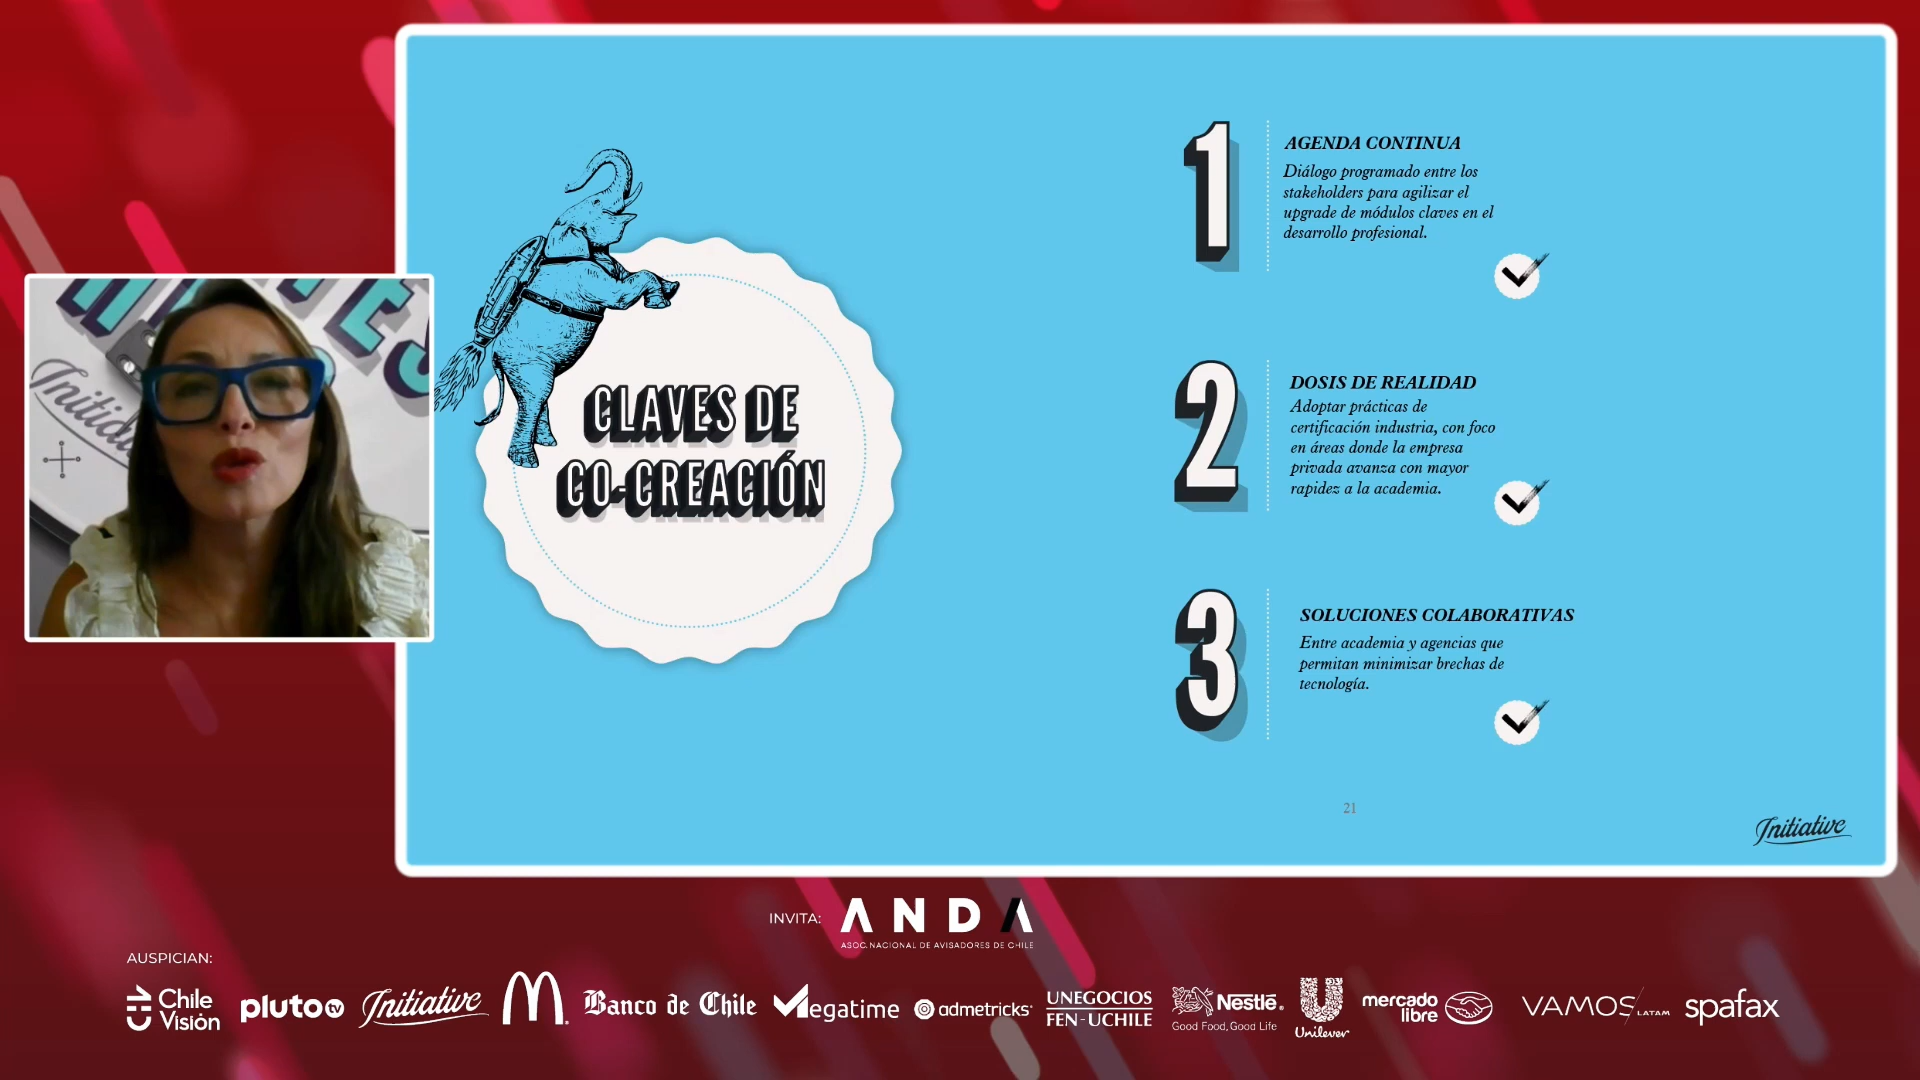 Initia
CLAVES DE
CO-CREACIÓN
1
AGENDA CONTINUA
Diálogo programado entre los
stakeholders para agilizar el
upgrade de módulos claves en el
desarrollo profesional.
2
DOSIS DE REALIDAD
Adoptar prácticas de
certificación industria, con foco
en áreas donde la empresa
privada avanza con mayor
rapidez a la academia.
3
SOLUCIONES COLABORATIVAS
Entre academia y agencias que
permitan minimizar brechas de
tecnología.
21
Initiative
INVITA:
ANDA
ASOC. NACIONAL DE AVISADORES DE CHILE
AUSPICIAN:
Chile
Visión
pluto tv
Initiative
Banco de Chile
Megatime
admetricks
UNEGOCIOS
FEN-UCHILE
Nestlé
Good Food, Good Life
Unilever
mercado
libre
VAMOS/LATAM
spafax